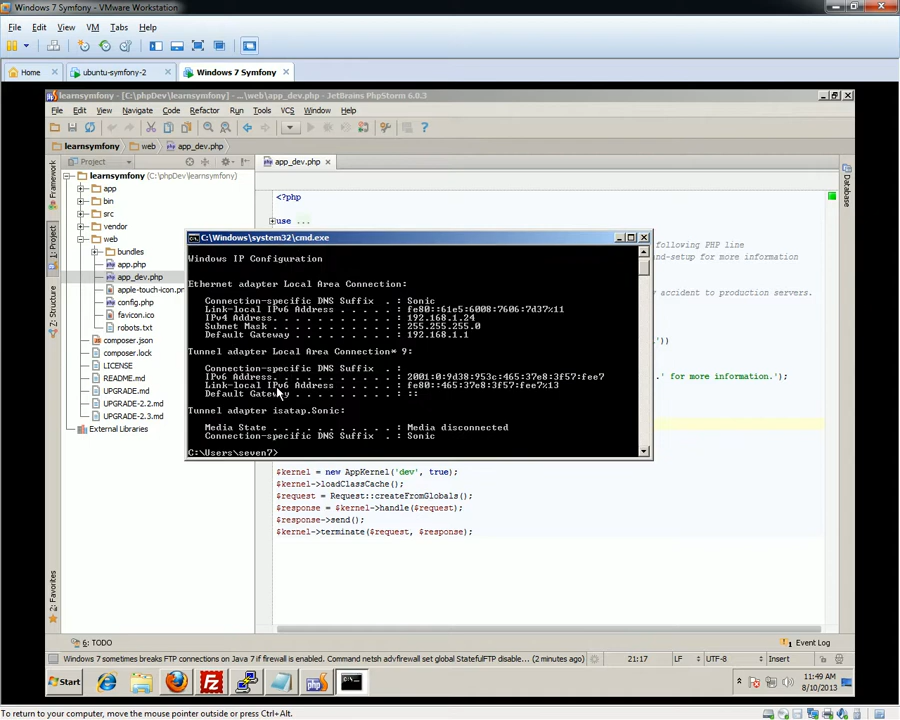 Windows 7 Symfony - VMware Workstation
File Edit View VM Tabs Help
Home ubuntu-symfony-2 Windows 7 Symfony
learnsymfony - [C:\phpDev\learnsymfony] - ...\web\app_dev.php - JetBrains PhpStorm 6.0.3
File Edit View Navigate Code Refactor Run Tools VCS Window Help
learnsymfony web app_dev.php
Project app_dev.php
learnsymfony (C:\phpDev\learnsymfony)
app
bin
src
vendor
web
bundles
app.php
app_dev.php
apple-touch-icon.pn
config.php
favicon.ico
robots.txt
composer.json
composer.lock
LICENSE
README.md
UPGRADE.md
UPGRADE-2.2.md
UPGRADE-2.3.md
External Libraries
Framework
1: Project
Z: Structure
2: Favorites
Database
<?php
use ...
following PHP line
and-setup for more information
y accident to production servers.
))
.' for more information.');
C:\Windows\system32\cmd.exe
Windows IP Configuration
Ethernet adapter Local Area Connection:
Connection-specific DNS Suffix . : Sonic
Link-local IPv6 Address . . . . . : fe80::61e5:6008:7606:7d37%11
IPv4 Address. . . . . . . . . . . : 192.168.1.24
Subnet Mask . . . . . . . . . . . : 255.255.255.0
Default Gateway . . . . . . . . . : 192.168.1.1
Tunnel adapter Local Area Connection* 9:
Connection-specific DNS Suffix . :
IPv6 Address. . . . . . . . . . . : 2001:0:9d38:953c:465:37e8:3f57:fee7
Link-local IPv6 Address . . . . . : fe80::465:37e8:3f57:fee7%13
Default Gateway . . . . . . . . . : ::
Tunnel adapter isatap.Sonic:
Media State . . . . . . . . . . . : Media disconnected
Connection-specific DNS Suffix . : Sonic
C:\Users\seven7>
$kernel = new AppKernel('dev', true);
$kernel->loadClassCache();
$request = Request::createFromGlobals();
$response = $kernel->handle($request);
$response->send();
$kernel->terminate($request, $response);
6: TODO Event Log
Windows 7 sometimes breaks FTP connections on Java 7 if firewall is enabled. Command netsh advfirewall set global StatefulFTP disable... (2 minutes ago) 21:17 LF UTF-8 Insert
Start 11:49 AM
8/10/2013
To return to your computer, move the mouse pointer outside or press Ctrl+Alt.